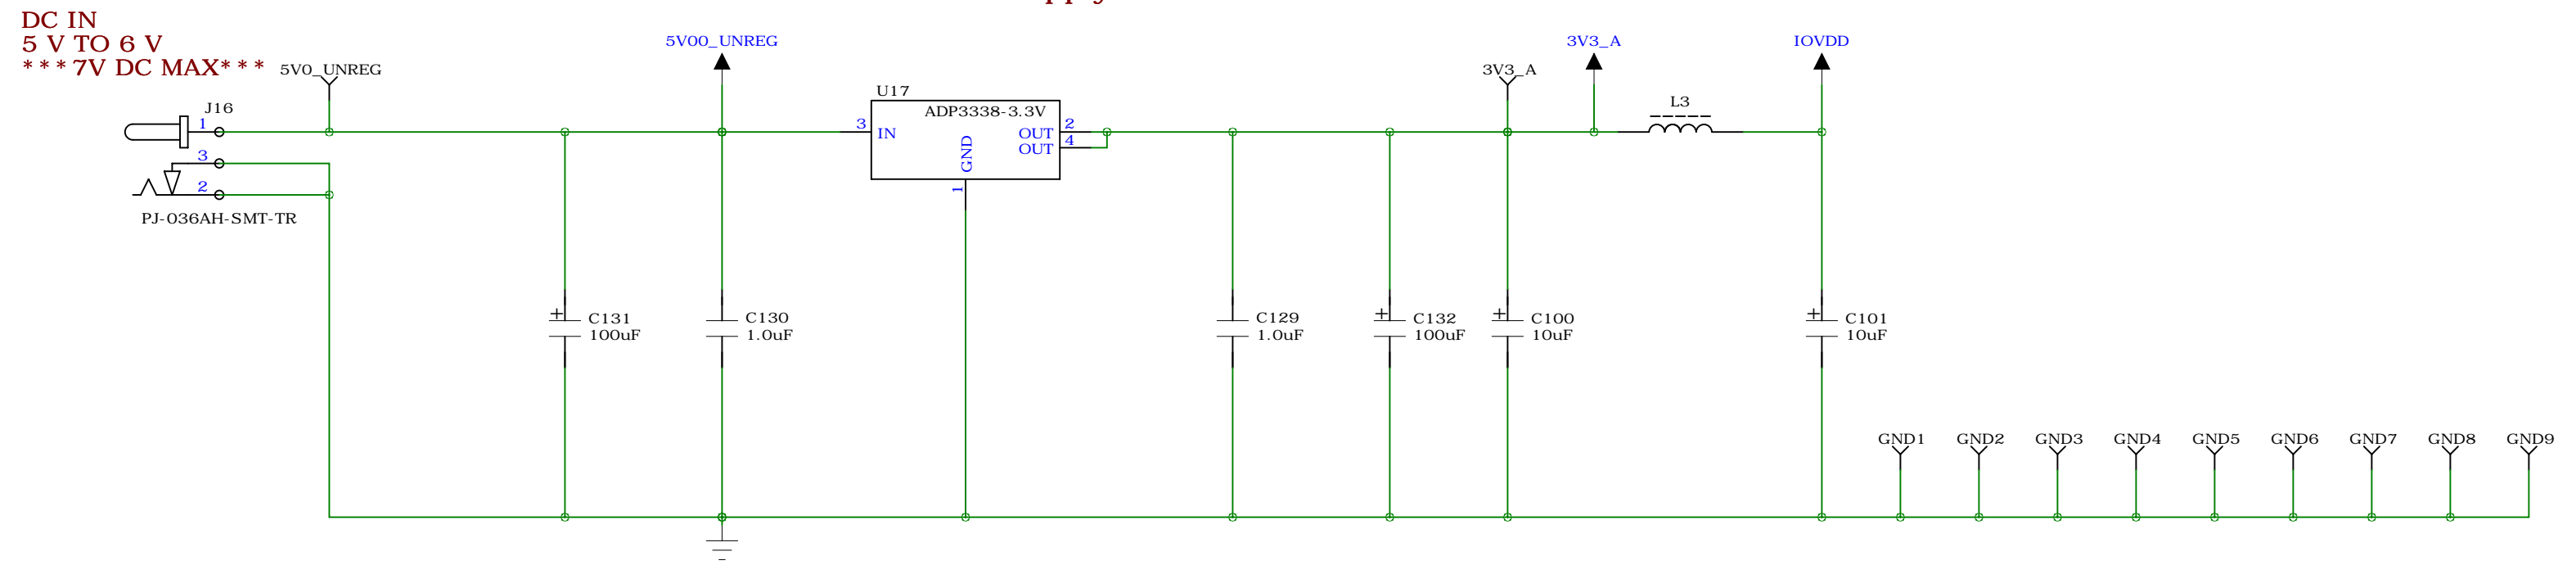 DC IN
5 V TO 6 V
***7V DC MAX***
5V0_UNREG
5V00_UNREG
3V3_A
3V3_A
IOVDD
J16
1
3
2
PJ-036AH-SMT-TR
U17
ADP3338-3.3V
3
IN
OUT
2
OUT
4
GND
1
L3
C131
100uF
C130
1.0uF
C129
1.0uF
C132
100uF
C100
10uF
C101
10uF
GND1
GND2
GND3
GND4
GND5
GND6
GND7
GND8
GND9